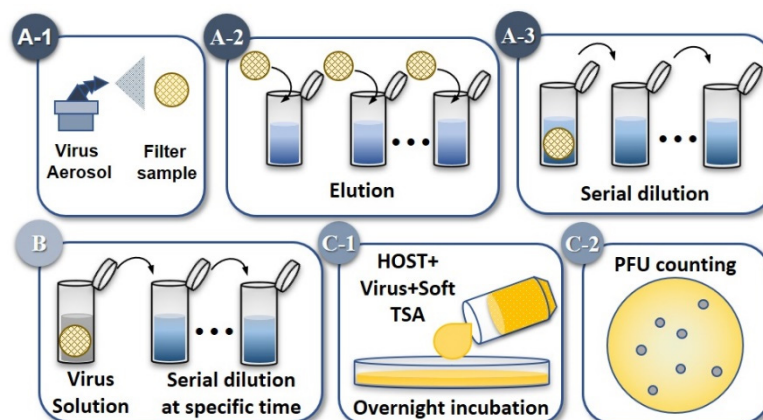 A-1
Virus
Aerosol
Filter
sample
A-2
Elution
A-3
Serial dilution
B
Virus
Solution
Serial dilution
at specific time
C-1
HOST+
Virus+Soft
TSA
Overnight incubation
C-2
PFU counting